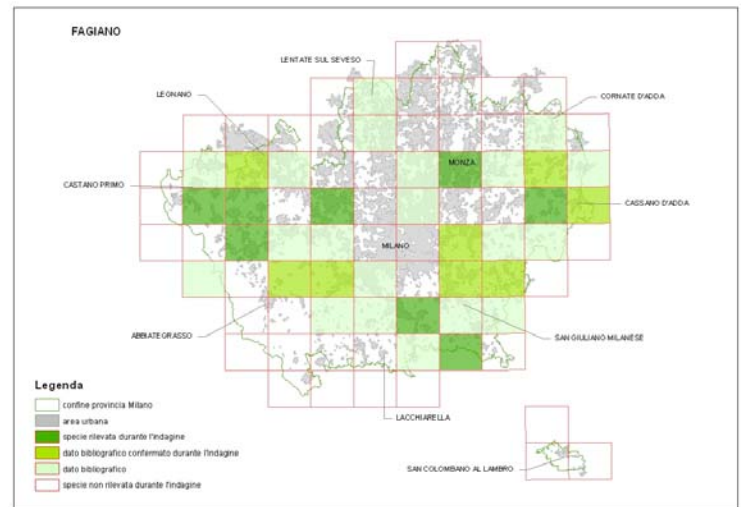 FAGIANO
LENTATE SUL SEVESO
LEGNANO
CORNATE D'ADDA
MONZA
CASTANO PRIMO
CASSANO D'ADDA
MILANO
ABBIATEGRASSO
SAN GIULIANO MILANESE
LACCHIARELLA
SAN COLOMBANO AL LAMBRO
Legenda
confine provincia Milano
area urbana
specie rilevata durante l'indagine
dato bibliografico confermato durante l'indagine
dato bibliografico
specie non rilevata durante l'indagine